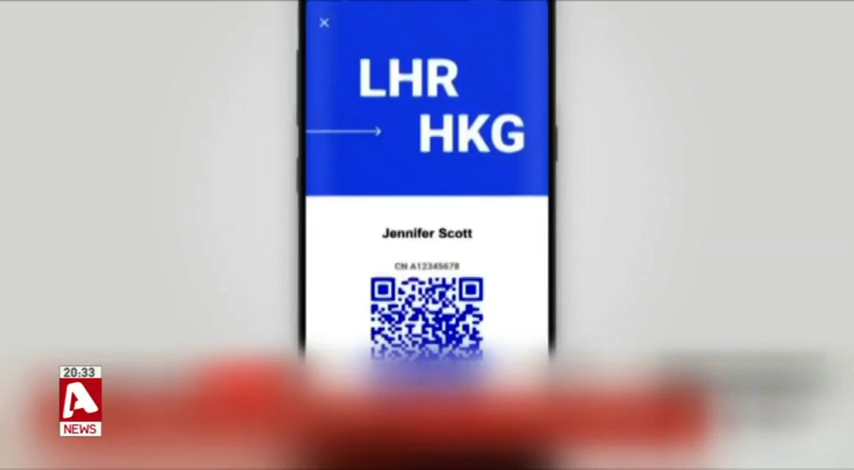 LHR
HKG
Jennifer Scott
CN A12345678
20:33
A
NEWS